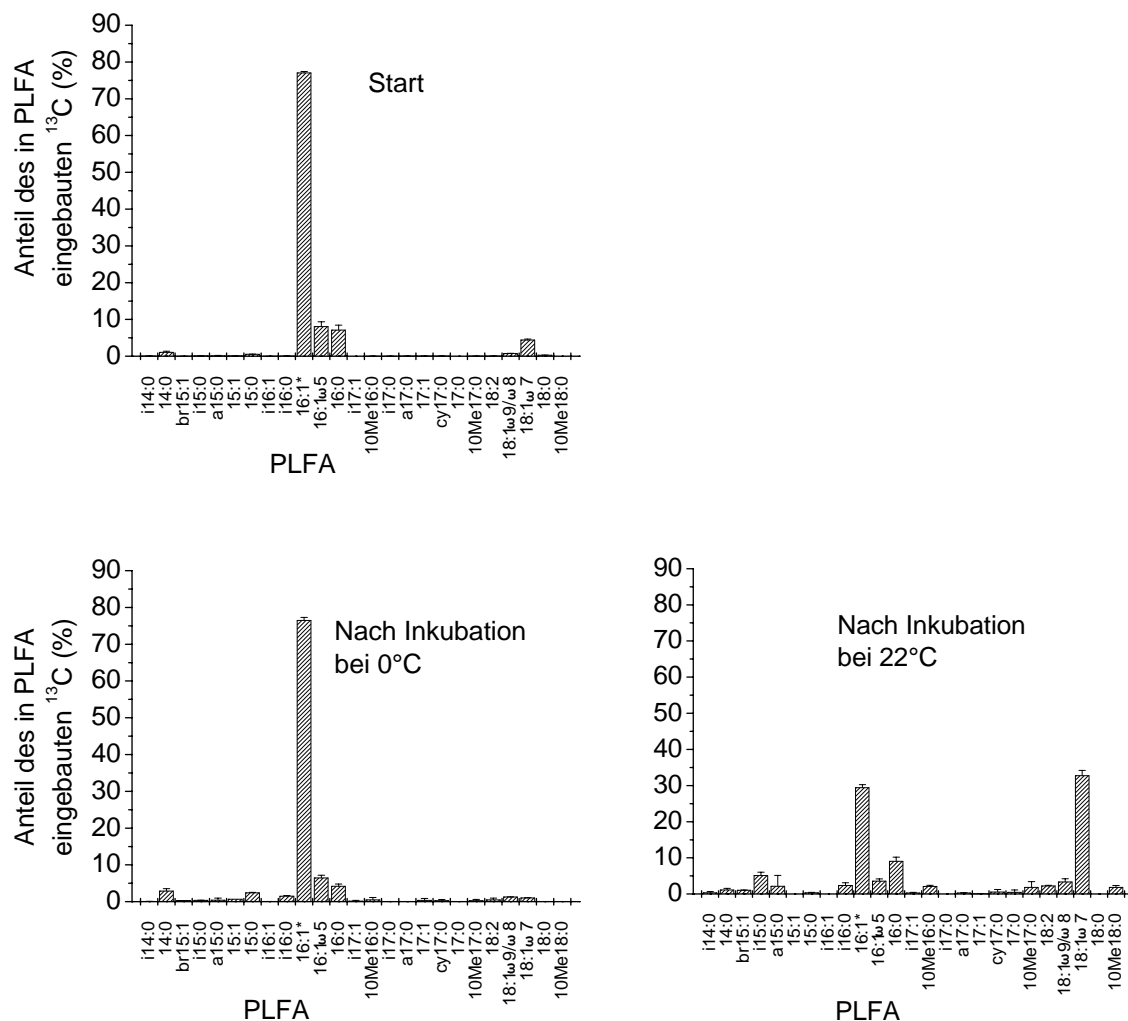 90
80
70
60
50
40
30
20
10
0
Anteil des in PLFA
eingebauten ¹³C (%)
Start
i14:0
14:0
br15:1
i15:0
a15:0
15:1
15:0
i16:1
i16:0
16:1*
16:1ω5
16:0
i17:1
10Me16:0
i17:0
a17:0
17:1
cy17:0
17:0
10Me17:0
18:2
18:1ω9/ω8
18:1ω7
18:0
10Me18:0
PLFA
90
80
70
60
50
40
30
20
10
0
Anteil des in PLFA
eingebauten ¹³C (%)
Nach Inkubation
bei 0°C
i14:0
14:0
br15:1
i15:0
a15:0
15:1
15:0
i16:1
i16:0
16:1*
16:1ω5
16:0
i17:1
10Me16:0
i17:0
a17:0
17:1
cy17:0
17:0
10Me17:0
18:2
18:1ω9/ω8
18:1ω7
18:0
10Me18:0
PLFA
90
80
70
60
50
40
30
20
10
0
Nach Inkubation
bei 22°C
i14:0
14:0
br15:1
i15:0
a15:0
15:1
15:0
i16:1
i16:0
16:1*
16:1ω5
16:0
i17:1
10Me16:0
i17:0
a17:0
17:1
cy17:0
17:0
10Me17:0
18:2
18:1ω9/ω8
18:1ω7
18:0
10Me18:0
PLFA